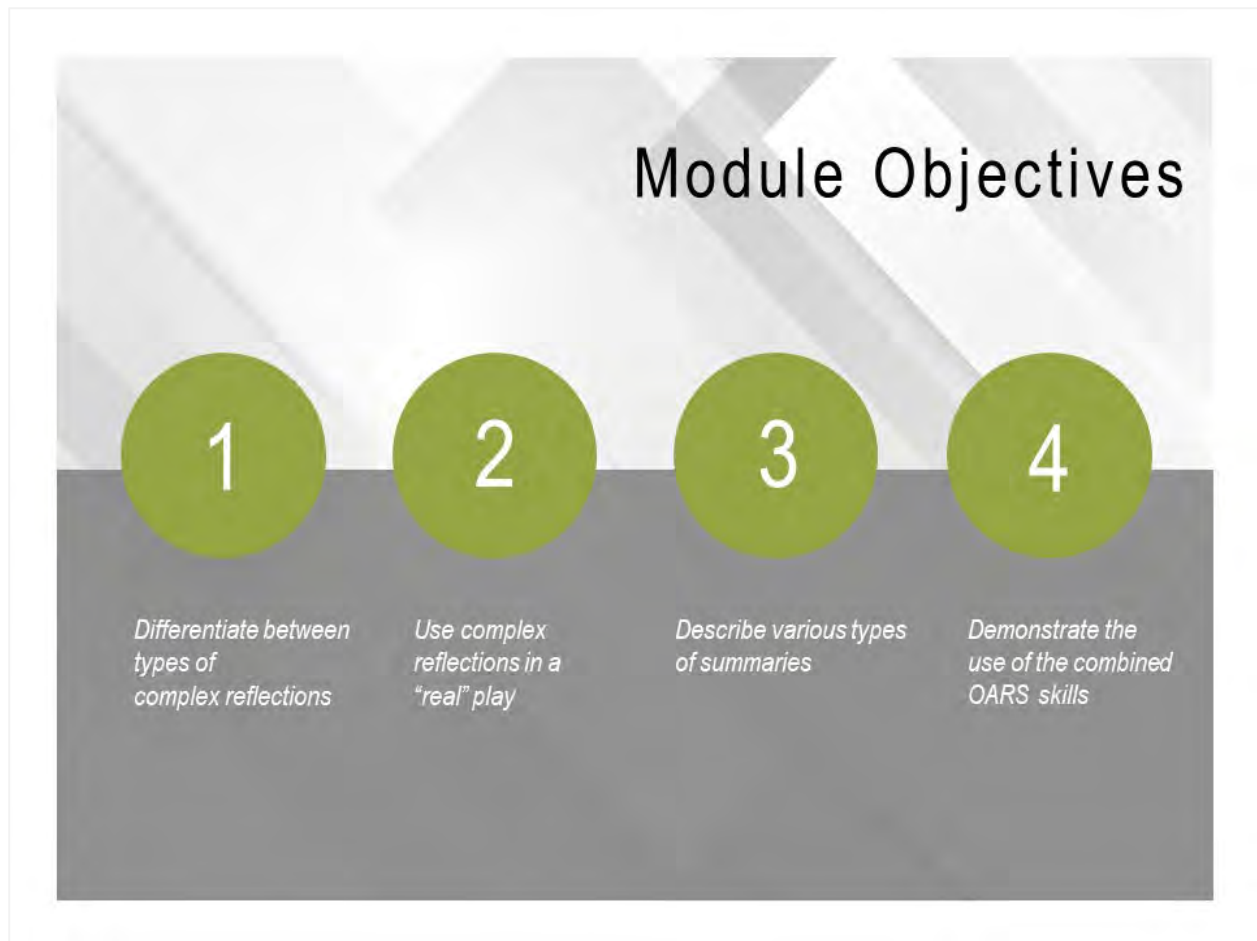 Module Objectives
1
Differentiate between
types of
complex reflections
2
Use complex
reflections in a
“real” play
3
Describe various types
of summaries
4
Demonstrate the
use of the combined
OARS skills